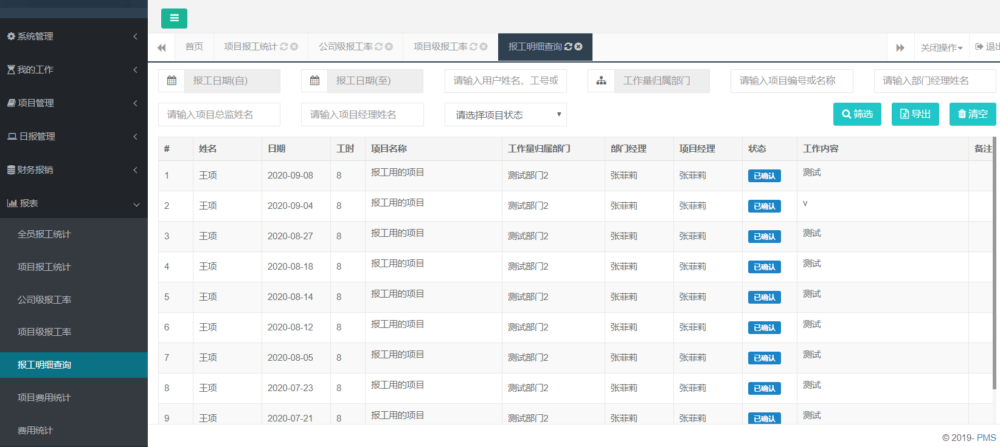 系统管理
我的工作
项目管理
日报管理
财务报销
报表
全员报工统计
项目报工统计
公司级报工率
项目级报工率
报工明细查询
项目费用统计
费用统计
首页 项目报工统计 公司级报工率 项目级报工率 报工明细查询 关闭操作 退出
报工日期(自) 报工日期(至) 请输入用户姓名、工号或 工作量归属部门 请输入项目编号或名称 请输入部门经理姓名
请输入项目总监姓名 请输入项目经理姓名 请选择项目状态 筛选 导出 清空
# 姓名 日期 工时 项目名称 工作量归属部门 部门经理 项目经理 状态 工作内容 备注
1 王项 2020-09-08 8 报工用的项目 测试部门2 张菲莉 张菲莉 已确认 测试
2 王项 2020-09-04 8 报工用的项目 测试部门2 张菲莉 张菲莉 已确认 v
3 王项 2020-08-27 8 报工用的项目 测试部门2 张菲莉 张菲莉 已确认 测试
4 王项 2020-08-18 8 报工用的项目 测试部门2 张菲莉 张菲莉 已确认 测试
5 王项 2020-08-14 8 报工用的项目 测试部门2 张菲莉 张菲莉 已确认 测试
6 王项 2020-08-12 8 报工用的项目 测试部门2 张菲莉 张菲莉 已确认 测试
7 王项 2020-08-05 8 报工用的项目 测试部门2 张菲莉 张菲莉 已确认 测试
8 王项 2020-07-23 8 报工用的项目 测试部门2 张菲莉 张菲莉 已确认 测试
9 王项 2020-07-21 8 报工用的项目 测试部门2 张菲莉 张菲莉 已确认 测试
© 2019- PMS